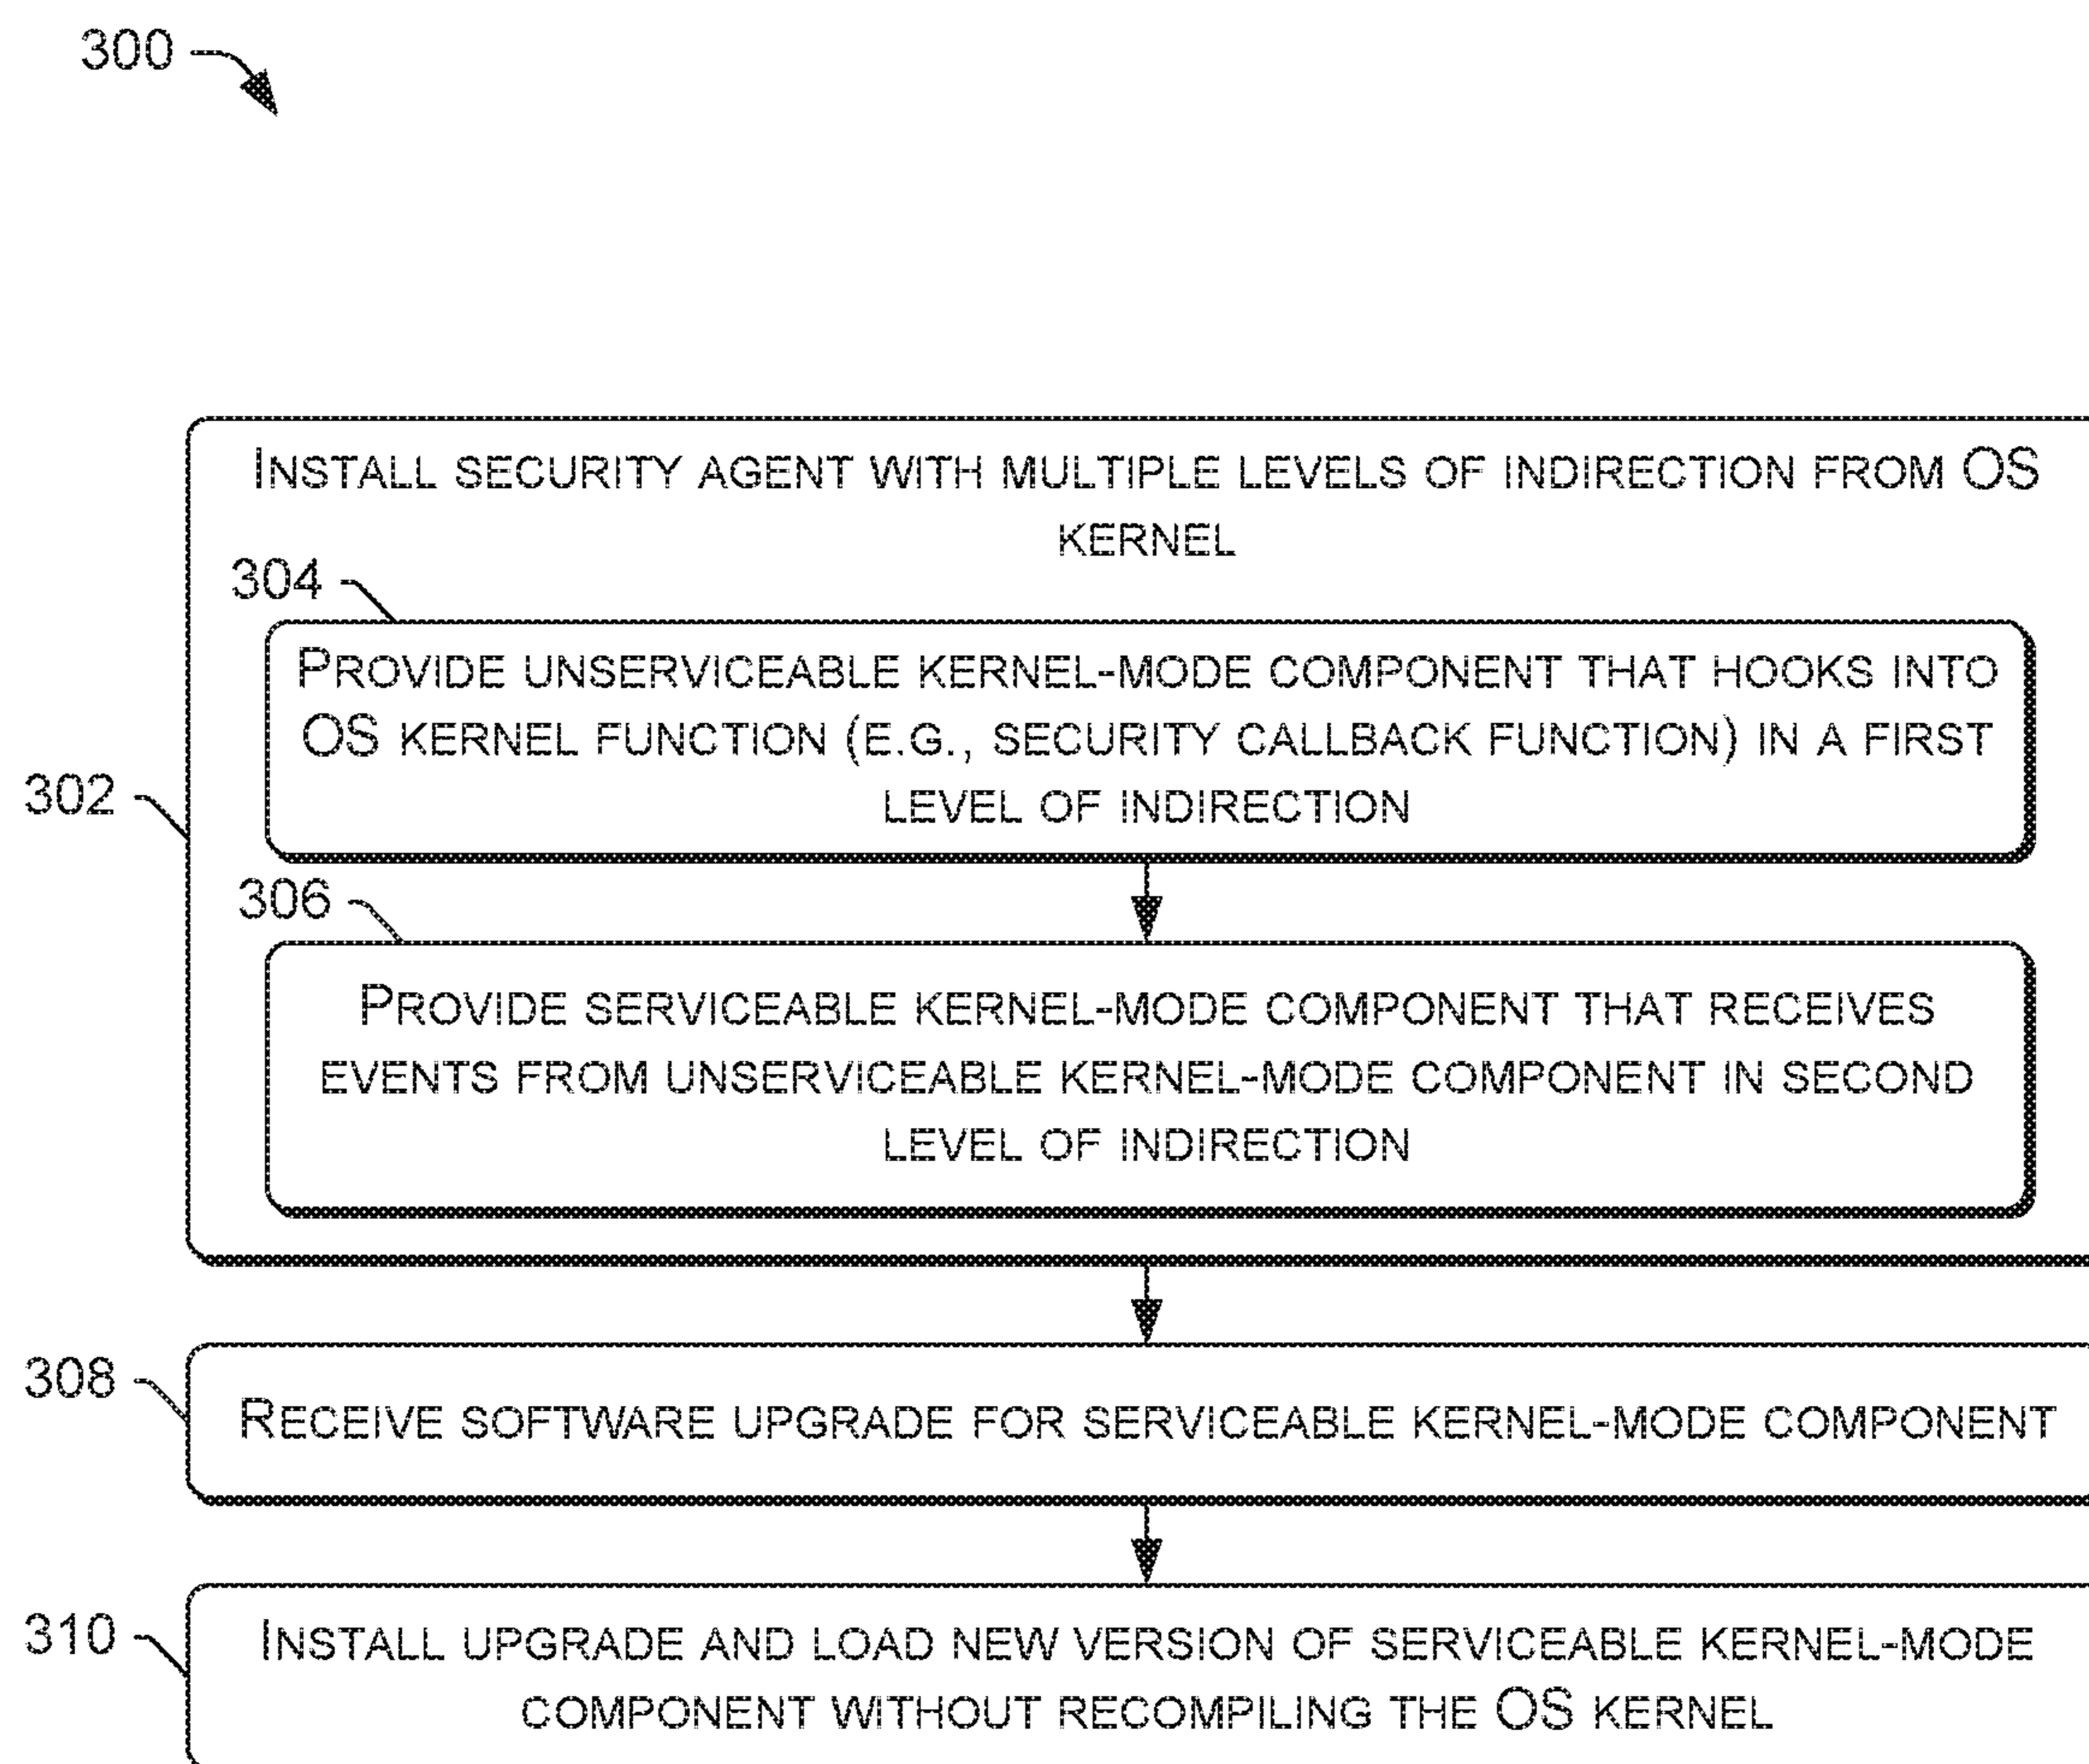 300
INSTALL SECURITY AGENT WITH MULTIPLE LEVELS OF INDIRECTION FROM OS
KERNEL
304
PROVIDE UNSERVICEABLE KERNEL-MODE COMPONENT THAT HOOKS INTO
OS KERNEL FUNCTION (E.G., SECURITY CALLBACK FUNCTION) IN A FIRST
LEVEL OF INDIRECTION
302
306
PROVIDE SERVICEABLE KERNEL-MODE COMPONENT THAT RECEIVES
EVENTS FROM UNSERVICEABLE KERNEL-MODE COMPONENT IN SECOND
LEVEL OF INDIRECTION
308
RECEIVE SOFTWARE UPGRADE FOR SERVICEABLE KERNEL-MODE COMPONENT
310
INSTALL UPGRADE AND LOAD NEW VERSION OF SERVICEABLE KERNEL-MODE
COMPONENT WITHOUT RECOMPILING THE OS KERNEL